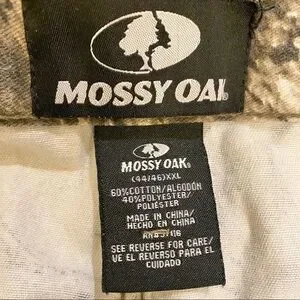 MOSSY OAK
MOSSY OAK.
(44/46)XXL
60%COTTON/ALGODÓN
40%POLYESTER/
POLIÉSTER
MADE IN CHINA/
HECHO EN CHINA
SEE REVERSE FOR CARE/
VE EL REVERSO PARA EL
CUIDADO